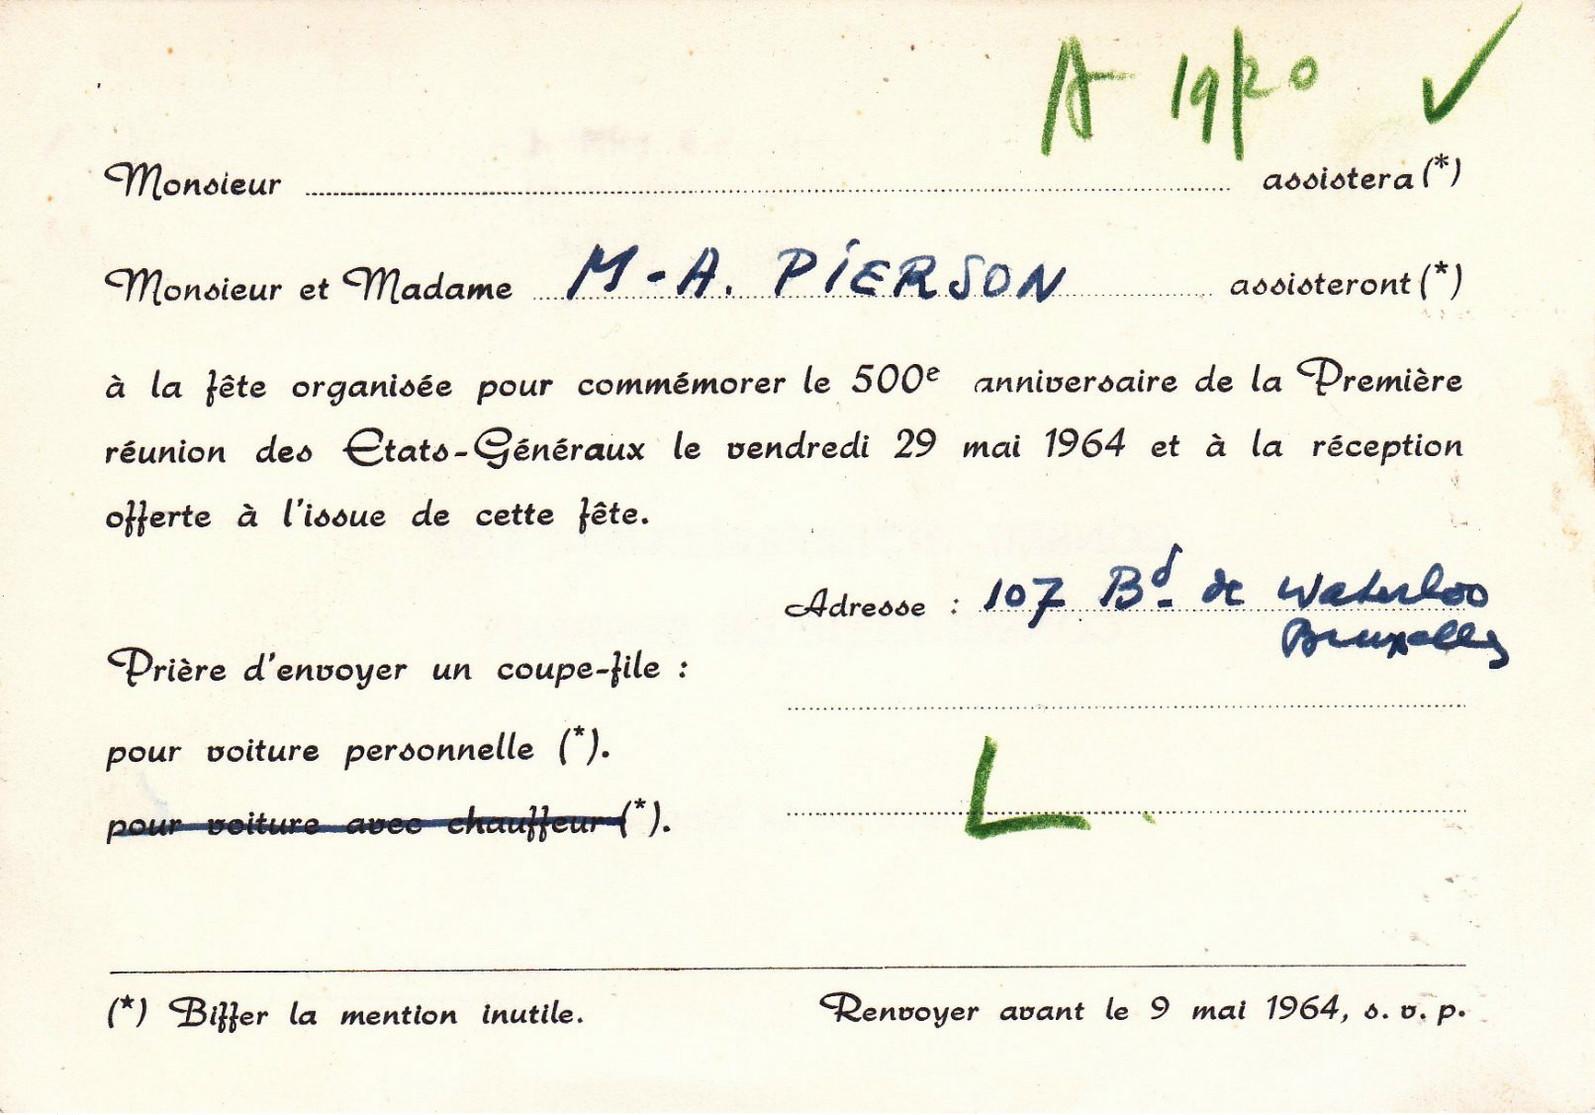 A 19/20 ✓
Monsieur assistera (*)
Monsieur et Madame M-A. PIERSON assisteront (*)
à la fête organisée pour commémorer le 500e anniversaire de la Première
réunion des Etats-Généraux le vendredi 29 mai 1964 et à la réception
offerte à l'issue de cette fête.
Adresse : 107 Bd de Waterloo
Bruxelles
Prière d'envoyer un coupe-file :
pour voiture personnelle (*).
pour voiture avec chauffeur (*).
L.
(*) Biffer la mention inutile.
Renvoyer avant le 9 mai 1964, s. v. p.